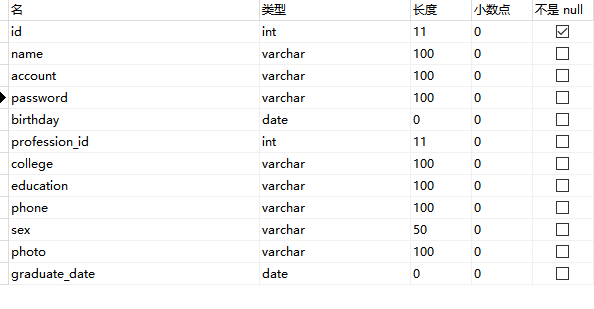 名 类型 长度 小数点 不是 null
id int 11 0
name varchar 100 0
account varchar 100 0
password varchar 100 0
birthday date 0 0
profession_id int 11 0
college varchar 100 0
education varchar 100 0
phone varchar 100 0
sex varchar 50 0
photo varchar 100 0
graduate_date date 0 0